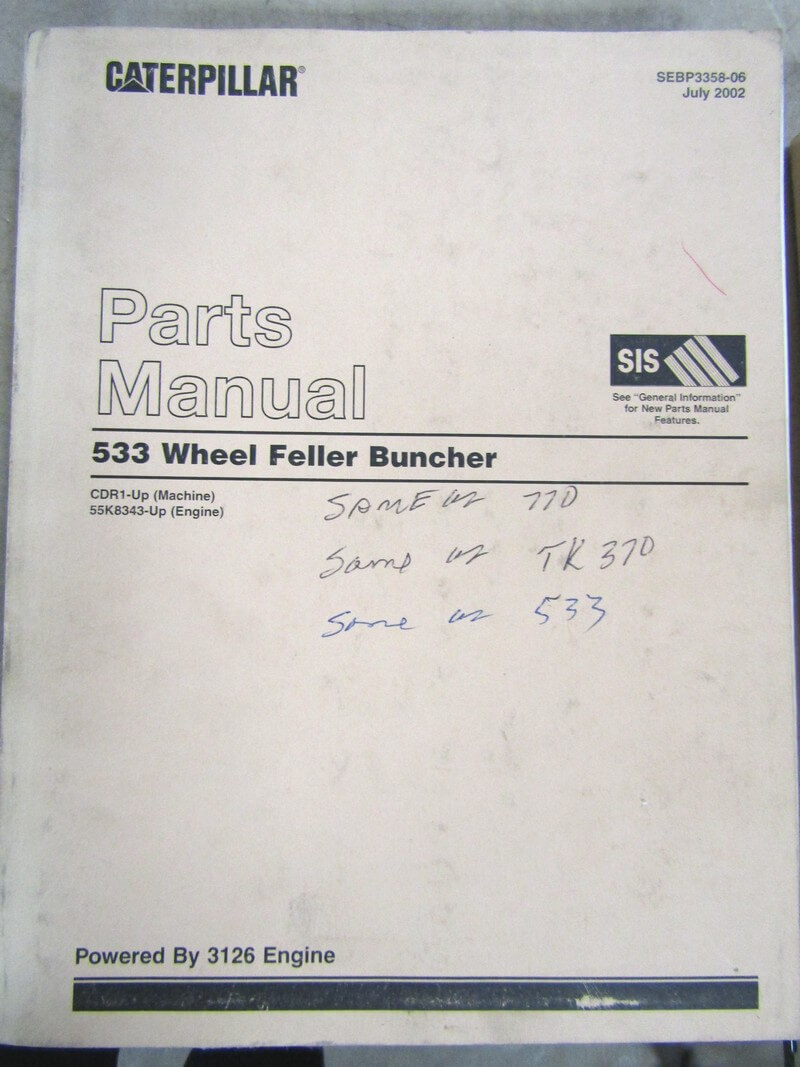 CATERPILLAR®
SEBP3358-06
July 2002
Parts
Manual
SIS
See "General Information"
for New Parts Manual
Features.
533 Wheel Feller Buncher
CDR1-Up (Machine)
55K8343-Up (Engine)
SAME as 770
Same as TK 370
Same as 533
Powered By 3126 Engine